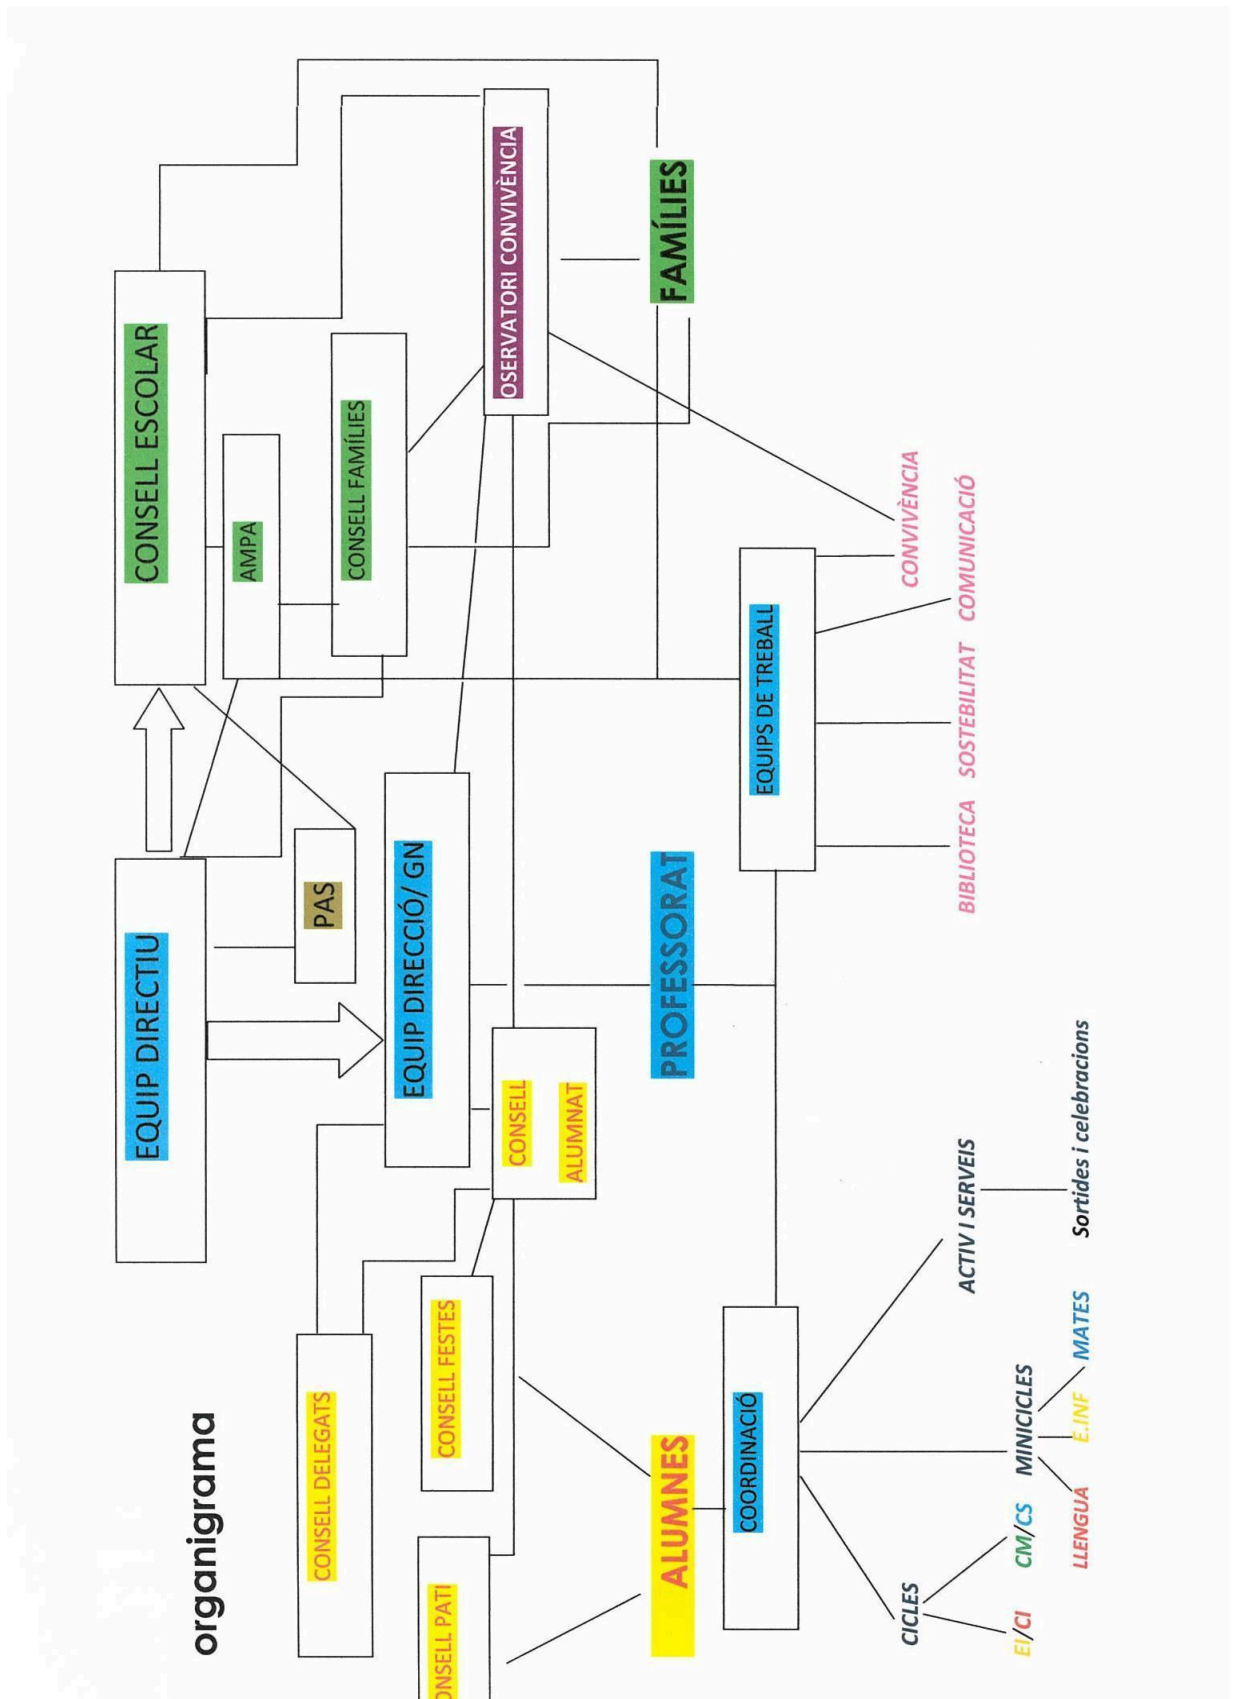 organigrama
EQUIP DIRECTIU
CONSELL ESCOLAR
AMPA
PAS
CONSELL DELEGATS
CONSELL FAMÍLIES
EQUIP DIRECCIÓ/ GN
ONSELL PATI
CONSELL FESTES
CONSELL
ALUMNAT
OSERVATORI CONVIVÈNCIA
ALUMNES
PROFESSORAT
FAMÍLIES
COORDINACIÓ
EQUIPS DE TREBALL
CICLES
CONVIVÈNCIA
ACTIV I SERVEIS
BIBLIOTECA SOSTEBILITAT COMUNICACIÓ
EI/CI CM/CS MINICICLES
LLENGUA E.INF MATES Sortides i celebracions